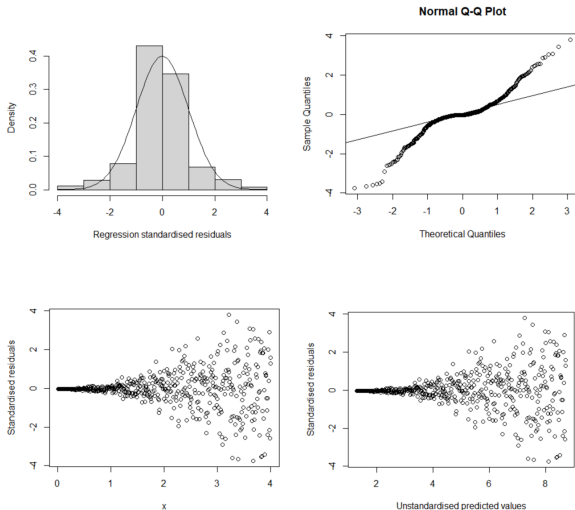 Density
0.0 0.1 0.2 0.3 0.4
-4 -2 0 2 4
Regression standardised residuals
Normal Q-Q Plot
Sample Quantiles
-4 -2 0 2 4
-3 -2 -1 0 1 2 3
Theoretical Quantiles
Standardised residuals
-4 -2 0 2 4
0 1 2 3 4
x
Standardised residuals
-4 -2 0 2 4
2 4 6 8
Unstandardised predicted values